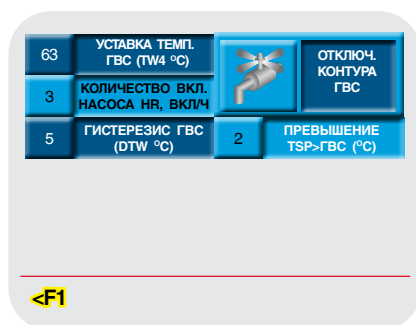 63
УСТАВКА ТЕМП.
ГВС (TW4 °C)
ОТКЛЮЧ.
КОНТУРА
ГВС
3
КОЛИЧЕСТВО ВКЛ.
НАСОСА HR, ВКЛ/Ч
5
ГИСТЕРЕЗИС ГВС
(DTW °C)
2
ПРЕВЫШЕНИЕ
TSP>ГВС (°C)
<F1